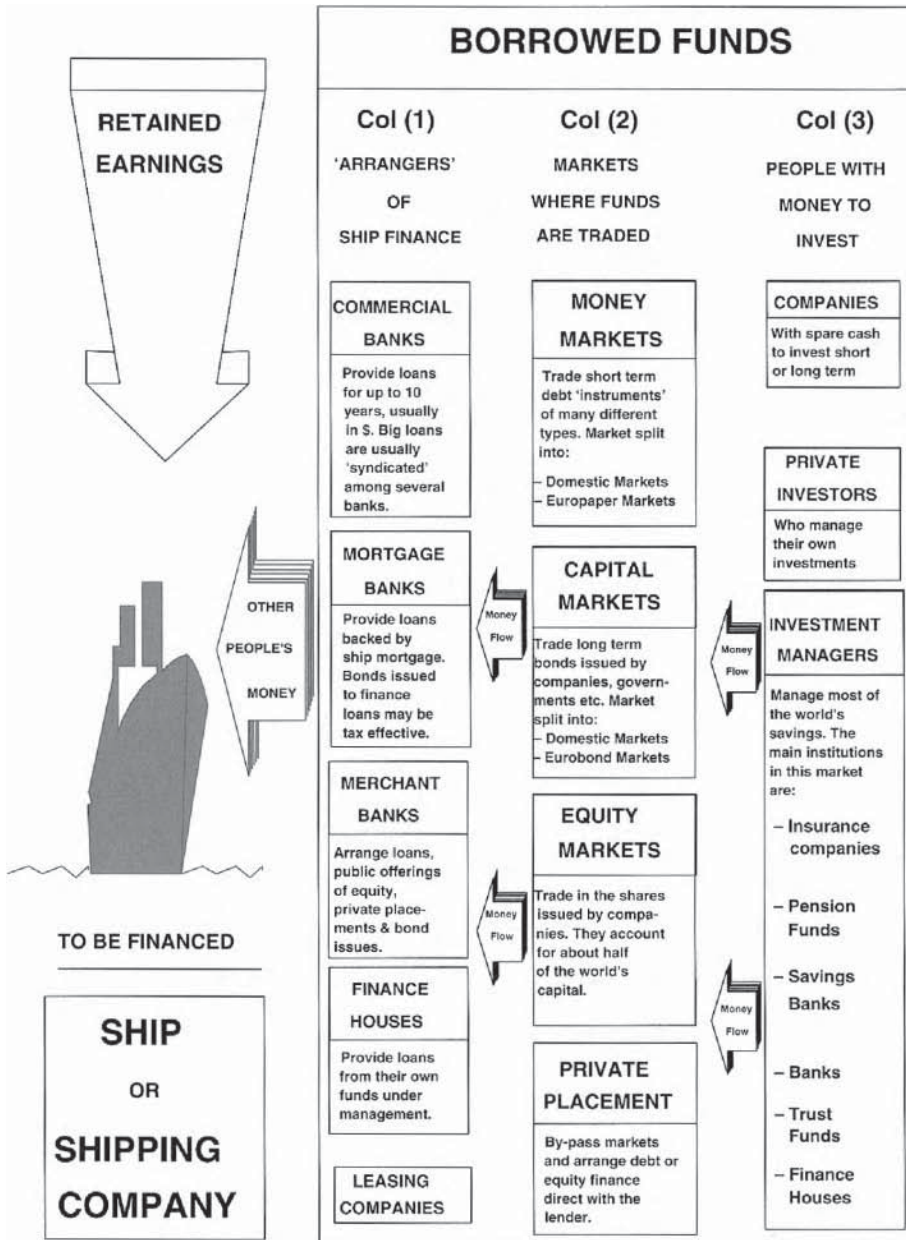 RETAINED
EARNINGS
OTHER
PEOPLE'S
MONEY
TO BE FINANCED
SHIP
OR
SHIPPING
COMPANY
BORROWED FUNDS
Col (1)
'ARRANGERS'
OF
SHIP FINANCE
COMMERCIAL
BANKS
Provide loans
for up to 10
years, usually
in $. Big loans
are usually
'syndicated'
among several
banks.
MORTGAGE
BANKS
Provide loans
backed by
ship mortgage.
Bonds issued
to finance
loans may be
tax effective.
MERCHANT
BANKS
Arrange loans,
public offerings
of equity,
private place-
ments & bond
issues.
FINANCE
HOUSES
Provide loans
from their own
funds under
management.
LEASING
COMPANIES
Money
Flow
Money
Flow
Col (2)
MARKETS
WHERE FUNDS
ARE TRADED
MONEY
MARKETS
Trade short term
debt 'instruments'
of many different
types. Market split
into:
– Domestic Markets
– Europaper Markets
CAPITAL
MARKETS
Trade long term
bonds issued by
companies, govern-
ments etc. Market
split into:
– Domestic Markets
– Eurobond Markets
EQUITY
MARKETS
Trade in the shares
issued by compa-
nies. They account
for about half
of the world's
capital.
PRIVATE
PLACEMENT
By-pass markets
and arrange debt or
equity finance
direct with the
lender.
Money
Flow
Money
Flow
Col (3)
PEOPLE WITH
MONEY TO
INVEST
COMPANIES
With spare cash
to invest short
or long term
PRIVATE
INVESTORS
Who manage
their own
investments
INVESTMENT
MANAGERS
Manage most of
the world's
savings. The
main institutions
in this market
are:
– Insurance
companies
– Pension
Funds
– Savings
Banks
– Banks
– Trust
Funds
– Finance
Houses